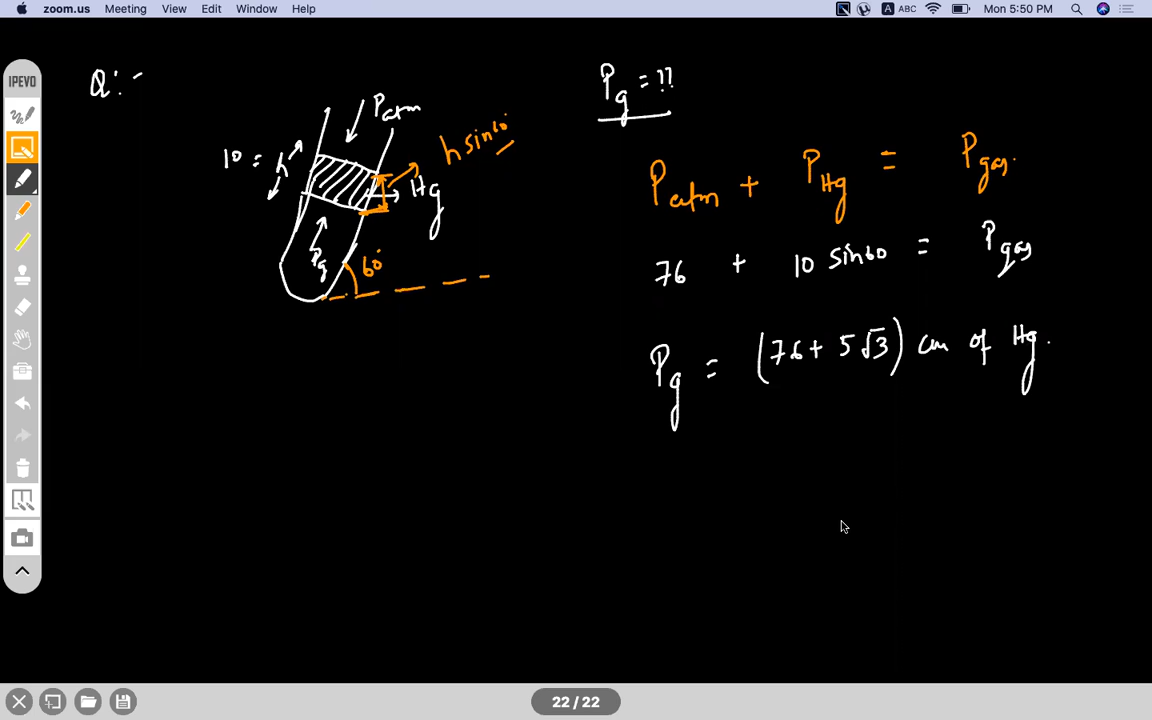 zoom.us Meeting View Edit Window Help A ABC Mon 5:50 PM
IPEVO
Q:-
Patm
10 = h
h sin60°
Hg
Pg
60°
Pg = ??
Patm + PHg = Pgas.
76 + 10 sin60 = Pgas
Pg = (76 + 5√3) cm of Hg.
22 / 22